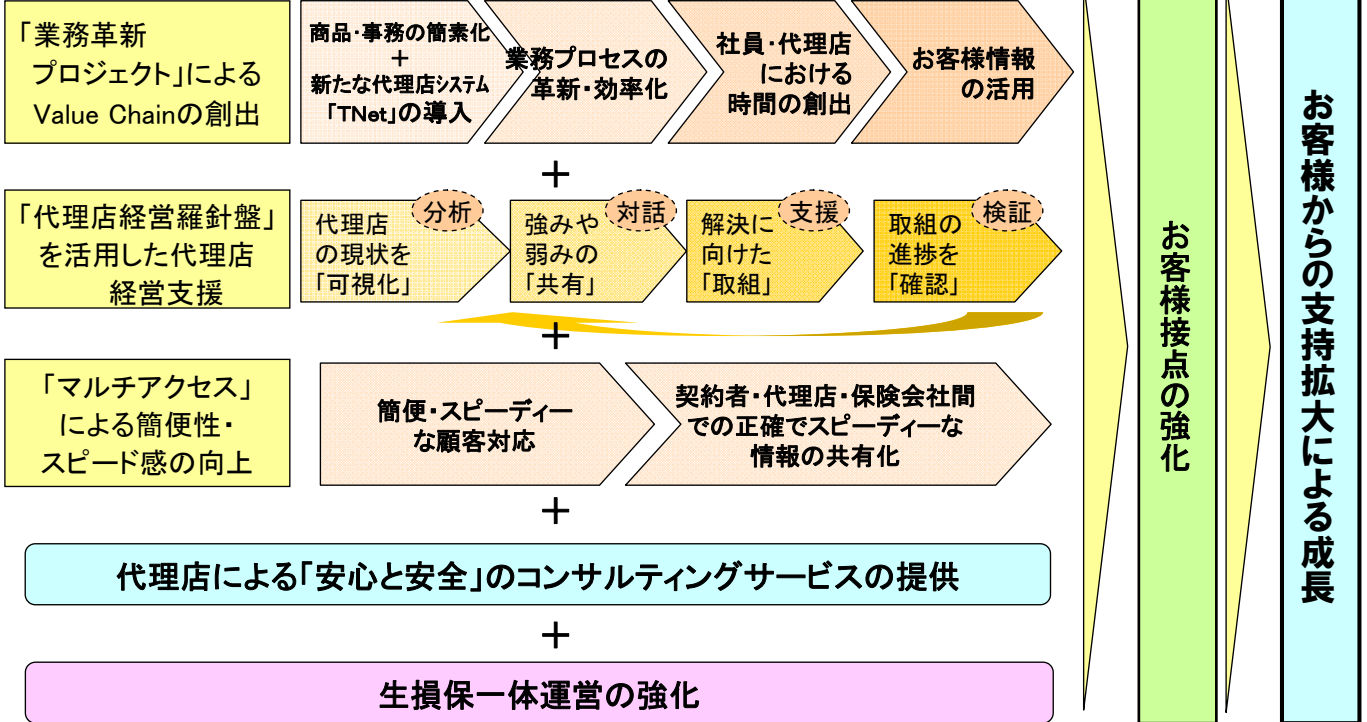 「業務革新
プロジェクト」による
Value Chainの創出
商品・事務の簡素化
＋
新たな代理店システム
「TNet」の導入
業務プロセスの
革新・効率化
社員・代理店
における
時間の創出
お客様情報
の活用
＋
「代理店経営羅針盤」
を活用した代理店
経営支援
分析
代理店
の現状を
「可視化」
対話
強みや
弱みの
「共有」
支援
解決に
向けた
「取組」
検証
取組の
進捗を
「確認」
＋
「マルチアクセス」
による簡便性・
スピード感の向上
簡便・スピーディー
な顧客対応
契約者・代理店・保険会社間
での正確でスピーディーな
情報の共有化
＋
代理店による「安心と安全」のコンサルティングサービスの提供
＋
生損保一体運営の強化
お客様接点の強化
お客様からの支持拡大による成長